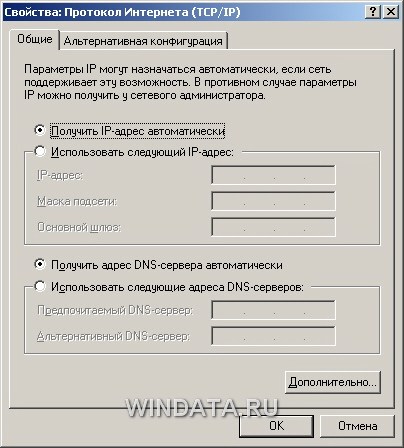 Свойства: Протокол Интернета (TCP/IP)
Общие
Альтернативная конфигурация
Параметры IP могут назначаться автоматически, если сеть
поддерживает эту возможность. В противном случае параметры
IP можно получить у сетевого администратора.
Получить IP-адрес автоматически
Использовать следующий IP-адрес:
IP-адрес:
Маска подсети:
Основной шлюз:
Получить адрес DNS-сервера автоматически
Использовать следующие адреса DNS-серверов:
Предпочитаемый DNS-сервер:
Альтернативный DNS-сервер:
Дополнительно...
WINDATA.RU
OK
Отмена